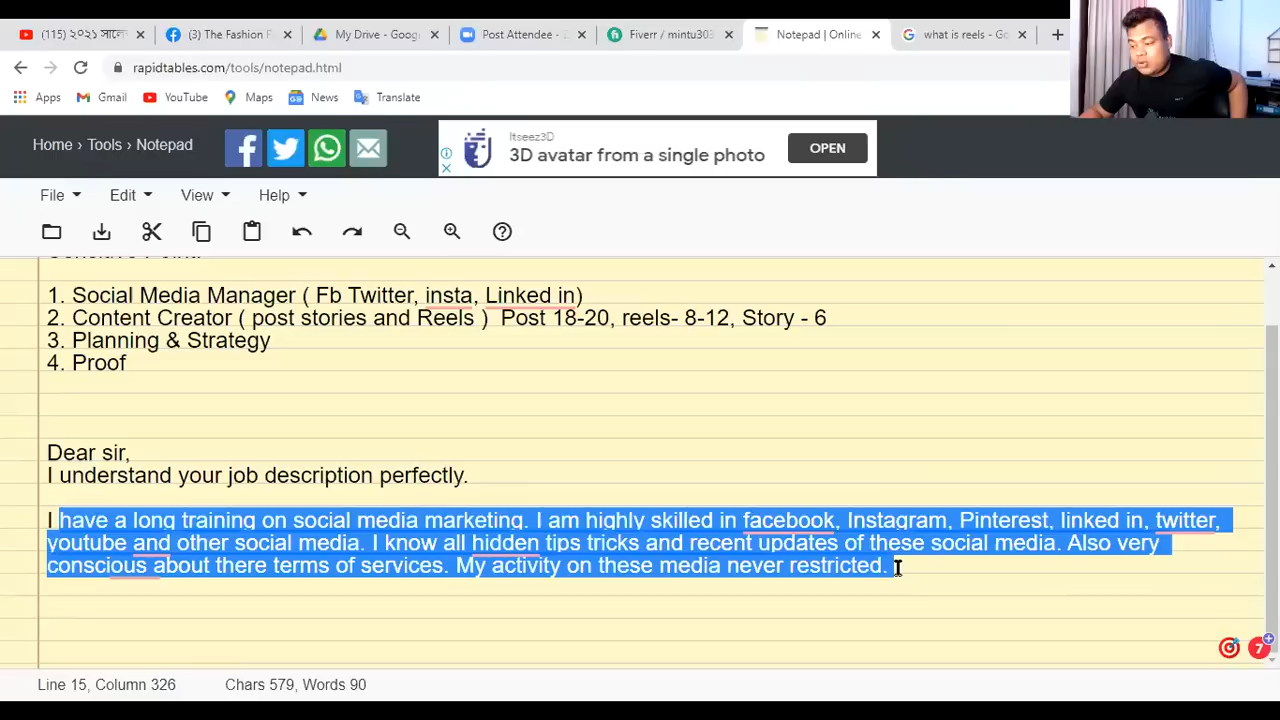 (11) ২০২১ সালে
(3) The Fashion F
My Drive - Goog
Post Attendee - Z
Fiverr / mintu303
Notepad | Online
what is reels - Go
rapidtables.com/tools/notepad.html
Apps Gmail YouTube Maps News Translate
Home › Tools › Notepad
Itseez3D
3D avatar from a single photo
OPEN
File Edit View Help
1. Social Media Manager ( Fb Twitter, insta, Linked in)
2. Content Creator ( post stories and Reels ) Post 18-20, reels- 8-12, Story - 6
3. Planning & Strategy
4. Proof
Dear sir,
I understand your job description perfectly.
I have a long training on social media marketing. I am highly skilled in facebook, Instagram, Pinterest, linked in, twitter,
youtube and other social media. I know all hidden tips tricks and recent updates of these social media. Also very
conscious about there terms of services. My activity on these media never restricted.
7
Line 15, Column 326 Chars 579, Words 90